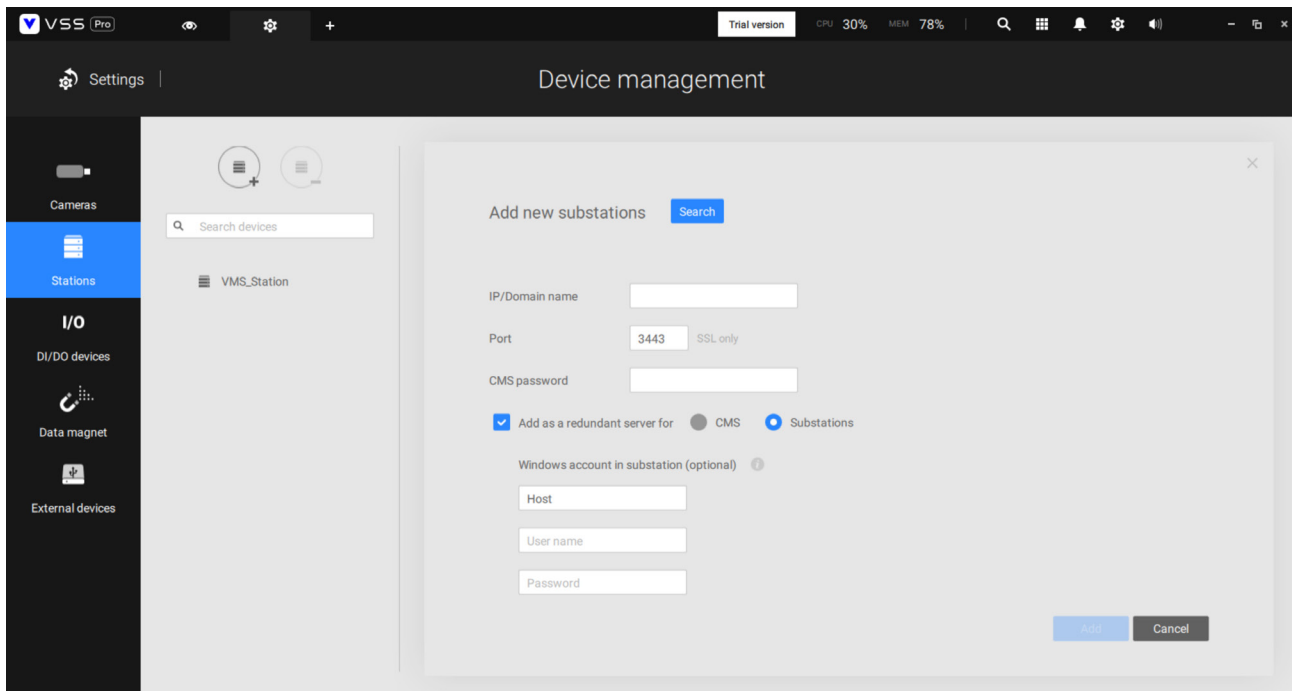 VSS Pro
Trial version CPU 30% MEM 78%
Settings
Device management
Cameras
Stations
I/O
DI/DO devices
Data magnet
External devices
Search devices
VMS_Station
Add new substations Search
IP/Domain name
Port 3443 SSL only
CMS password
Add as a redundant server for CMS Substations
Windows account in substation (optional)
Host
User name
Password
Add Cancel